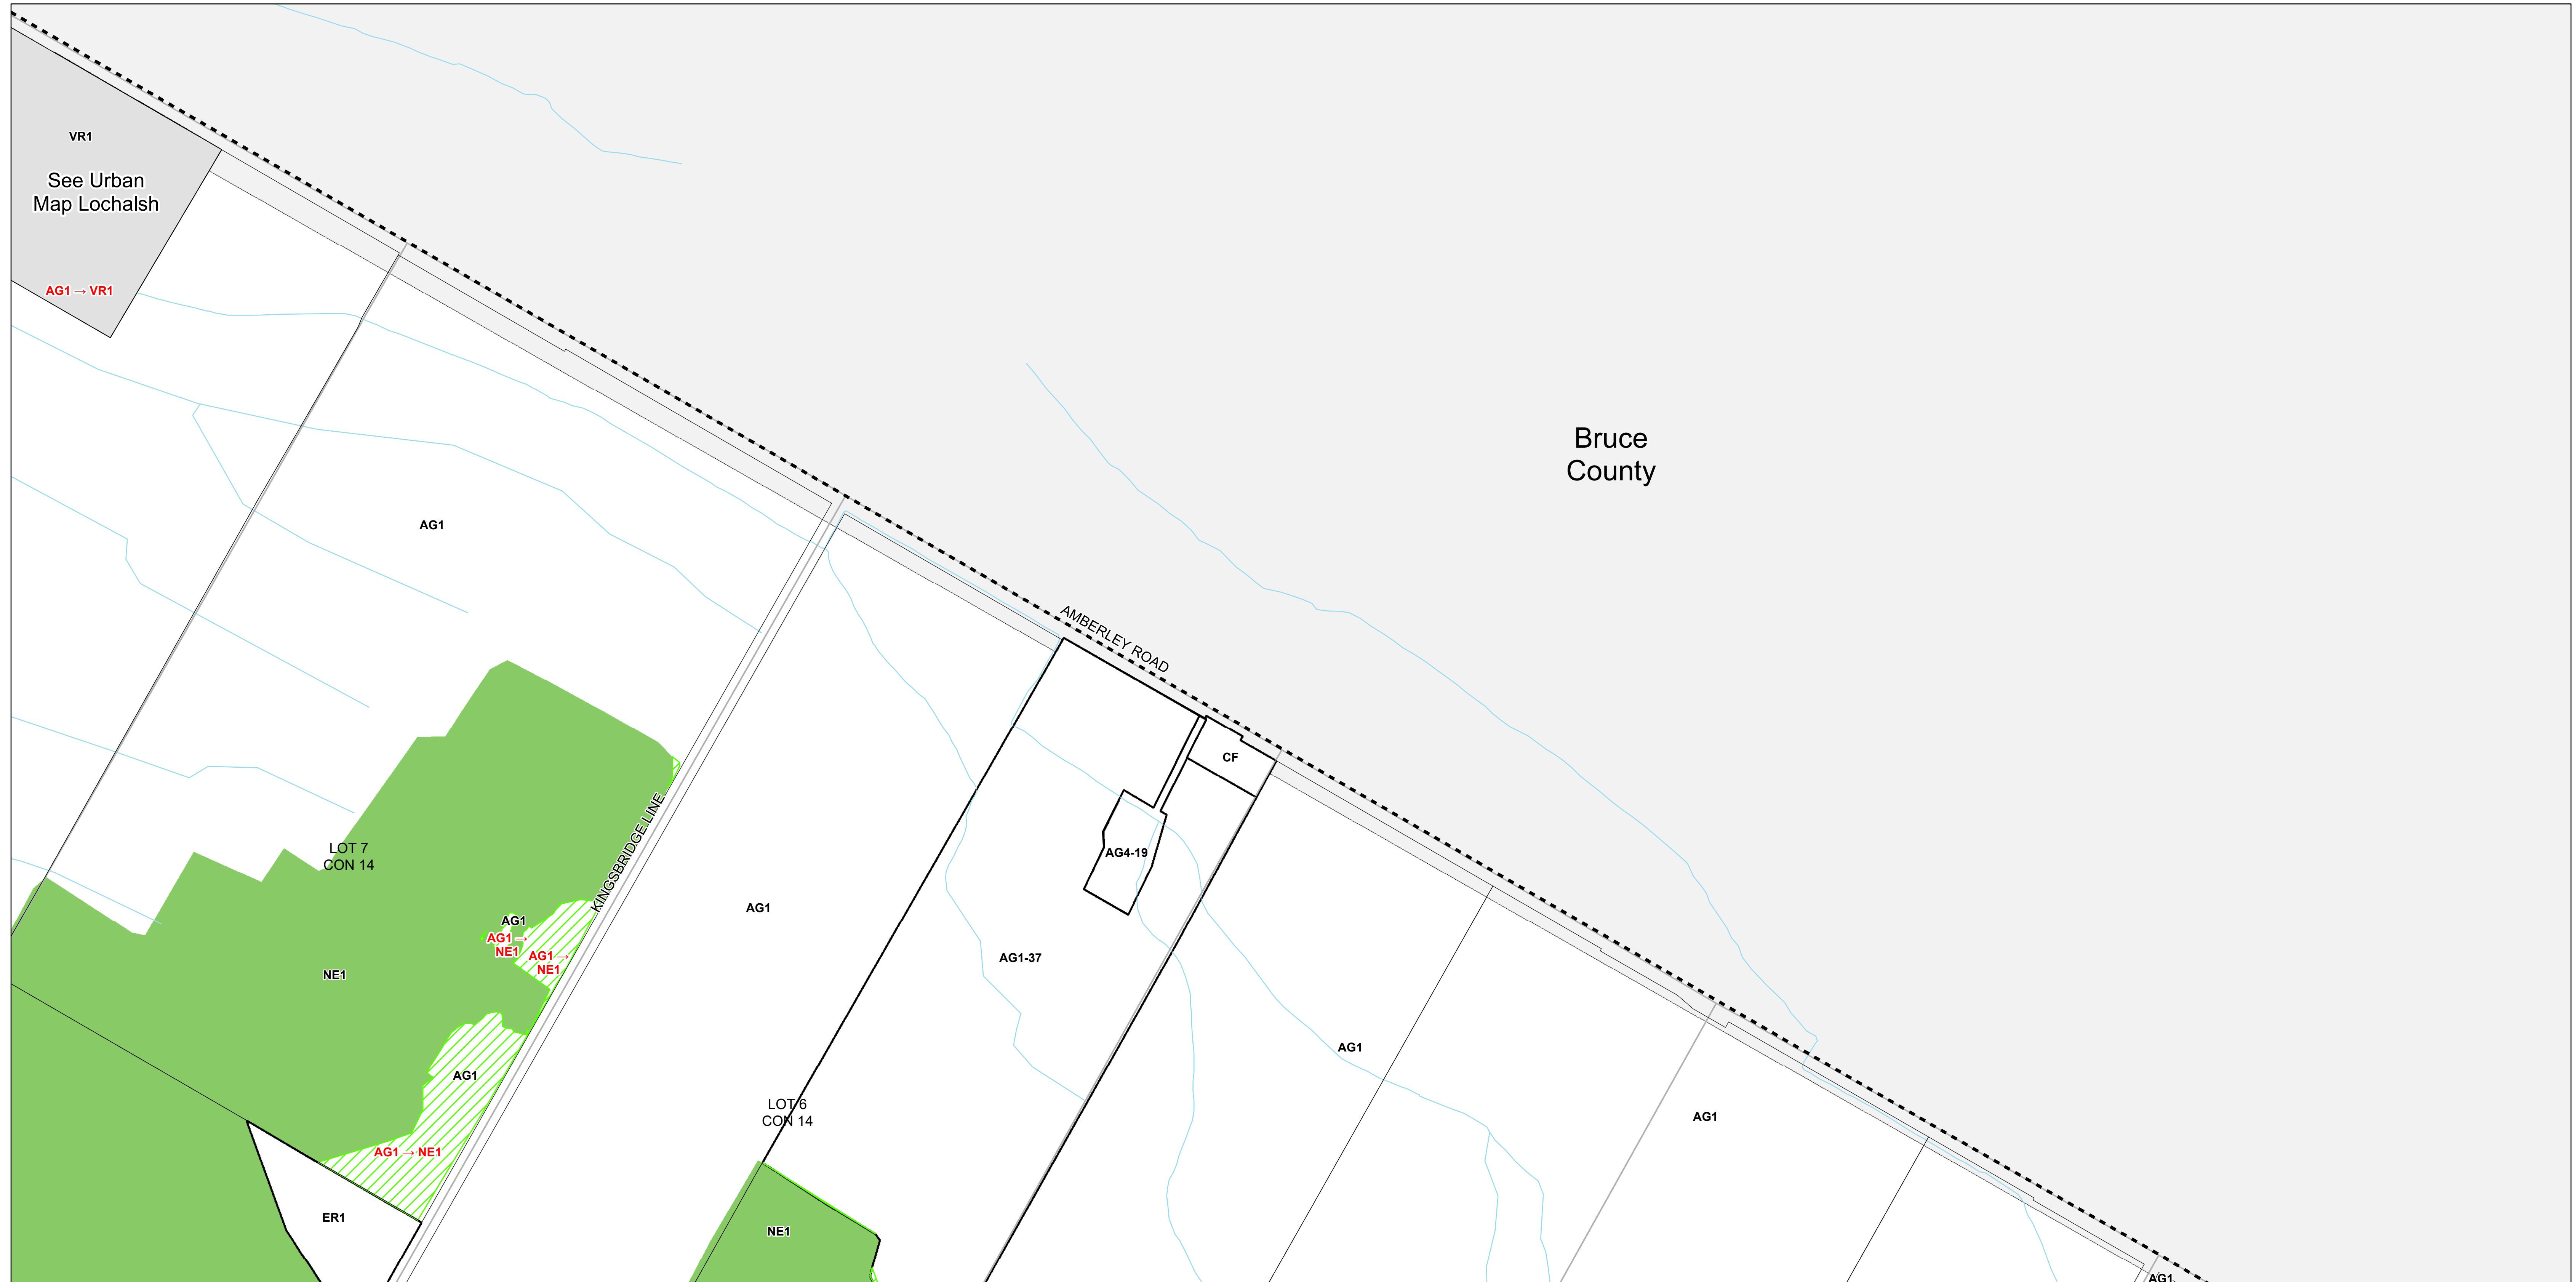 VR1
See Urban
Map Lochalsh
AG1 → VR1
Bruce
County
AG1
AMBERLEY ROAD
CF
KINGSBRIDGE LINE
LOT 7
CON 14
AG4-19
AG1
AG1
AG1 →
NE1
AG1 →
NE1
AG1-37
NE1
AG1
AG1
LOT 6
CON 14
AG1
AG1 → NE1
ER1
NE1
AG1